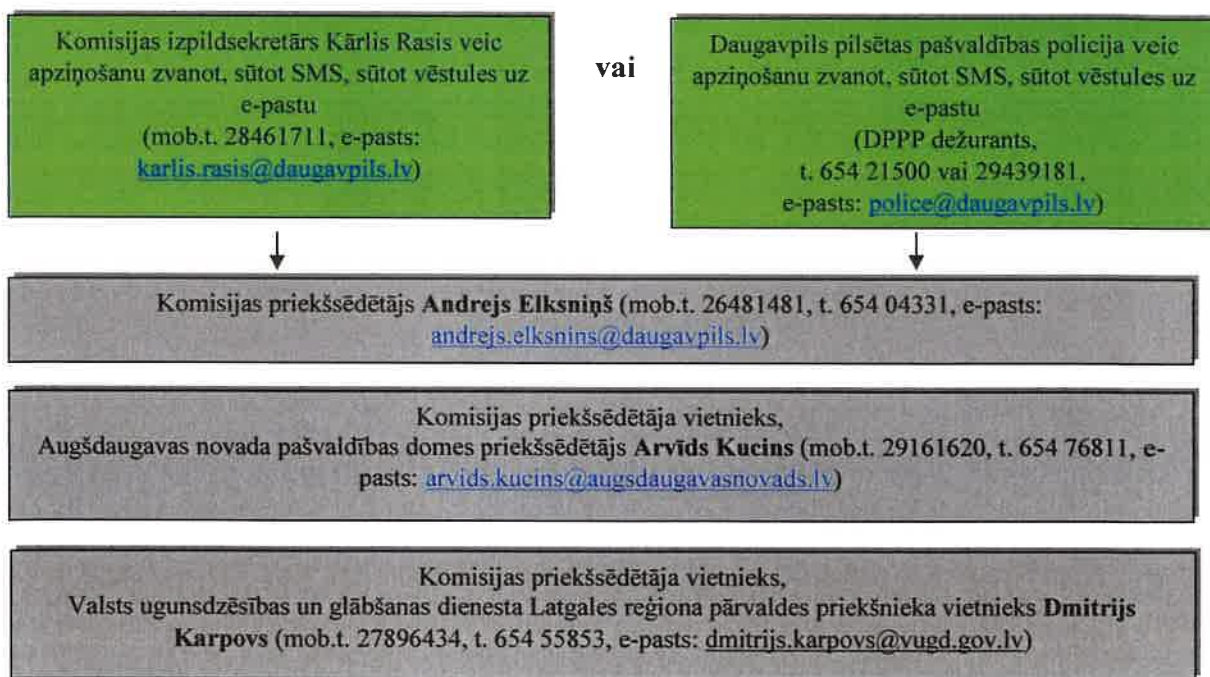 Komisijas izpildsekretārs Kārlis Rasis veic
apziņošanu zvanot, sūtot SMS, sūtot vēstules uz
e-pastu
(mob.t. 28461711, e-pasts:
karlis.rasis@daugavpils.lv)
vai
Daugavpils pilsētas pašvaldības policija veic
apziņošanu zvanot, sūtot SMS, sūtot vēstules uz
e-pastu
(DPPP dežurants,
t. 654 21500 vai 29439181,
e-pasts: police@daugavpils.lv)
Komisijas priekšsēdētājs Andrejs Elksniņš (mob.t. 26481481, t. 654 04331, e-pasts:
andrejs.elksnins@daugavpils.lv)
Komisijas priekšsēdētāja vietnieks,
Augšdaugavas novada pašvaldības domes priekšsēdētājs Arvīds Kucins (mob.t. 29161620, t. 654 76811, e-
pasts: arvids.kucins@augsdaugavasnovads.lv)
Komisijas priekšsēdētāja vietnieks,
Valsts ugunsdzēsības un glābšanas dienesta Latgales reģiona pārvaldes priekšnieka vietnieks Dmitrijs
Karpovs (mob.t. 27896434, t. 654 55853, e-pasts: dmitrijs.karpovs@vugd.gov.lv)